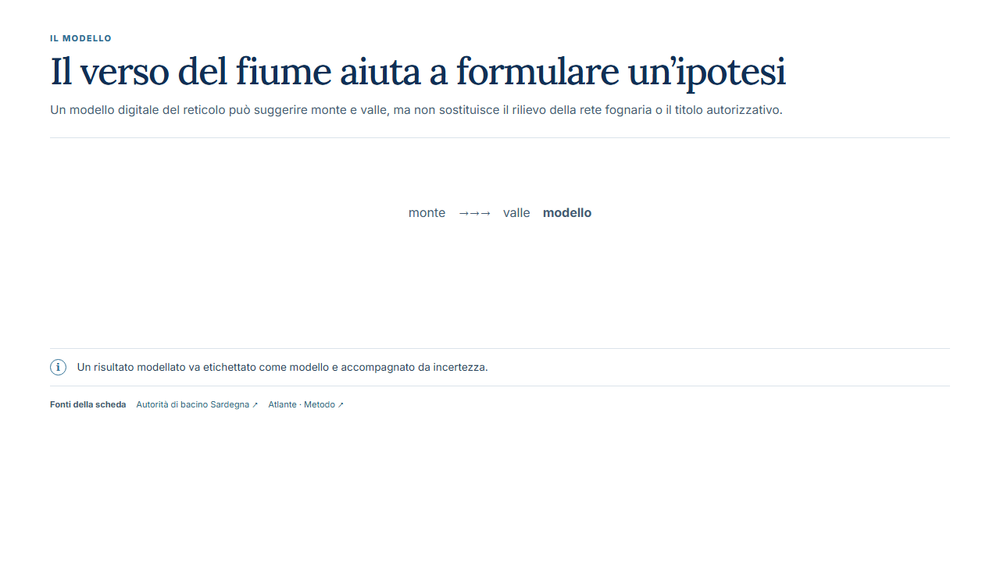 IL MODELLO
Il verso del fiume aiuta a formulare un’ipotesi
Un modello digitale del reticolo può suggerire monte e valle, ma non sostituisce il rilievo della rete fognaria o il titolo autorizzativo.
monte →→→ valle modello
i Un risultato modellato va etichettato come modello e accompagnato da incertezza.
Fonti della scheda Autorità di bacino Sardegna ↗ Atlante · Metodo ↗